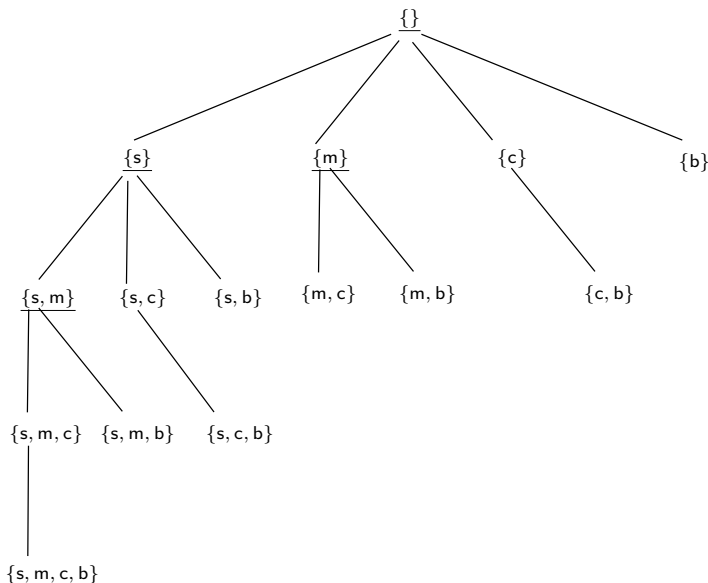 {}
{s} {m} {c} {b}
{s, m} {s, c} {s, b} {m, c} {m, b} {c, b}
{s, m, c} {s, m, b} {s, c, b}
{s, m, c, b}